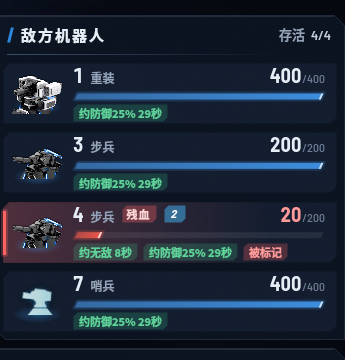 敌方机器人 存活 4/4
1 重装 400/400
约防御25% 29秒
3 步兵 200/200
约防御25% 29秒
4 步兵 残血 2 20/200
约无敌 8秒 约防御25% 29秒 被标记
7 哨兵 400/400
约防御25% 29秒